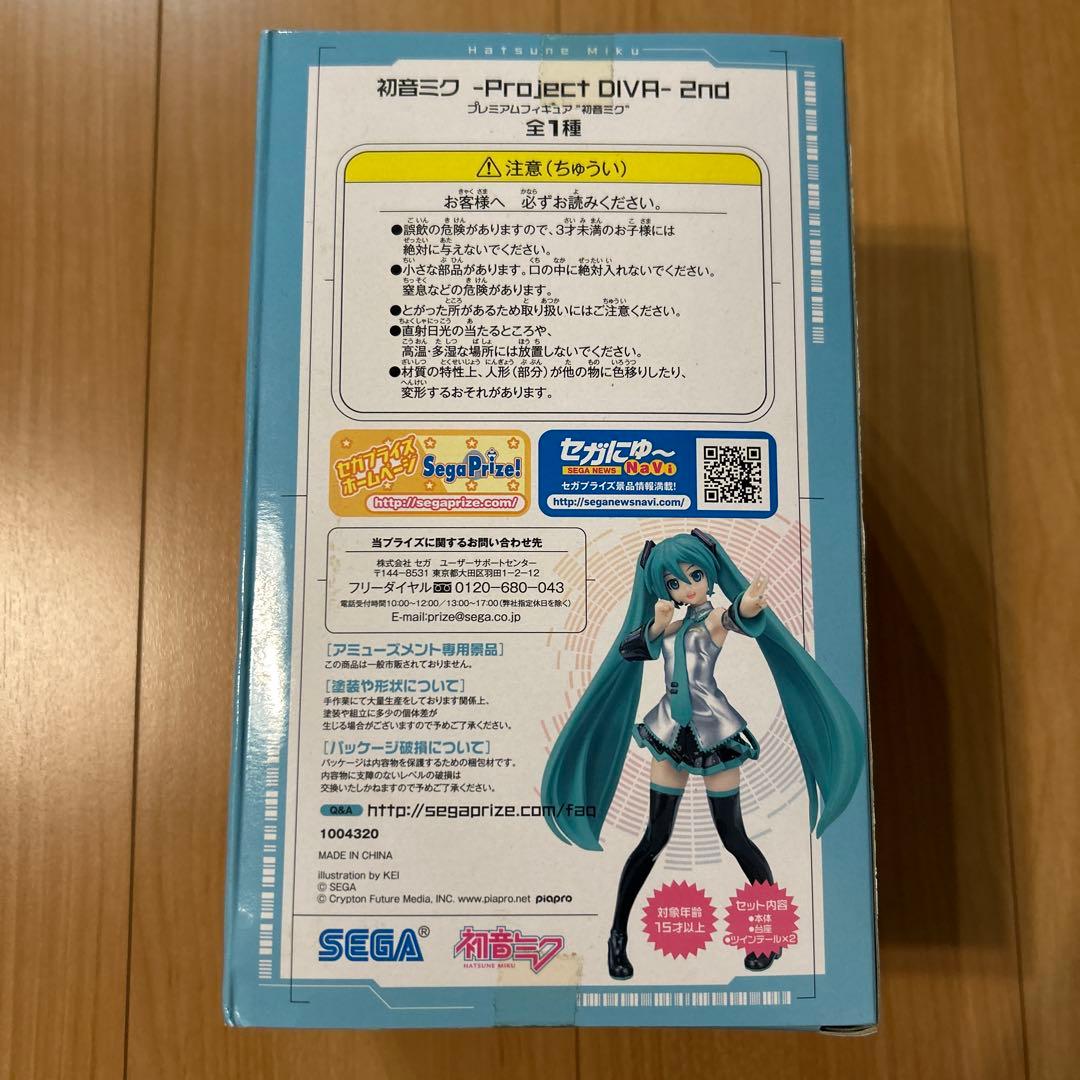 Hatsune Miku
初音ミク -Project DIVA- 2nd
プレミアムフィギュア"初音ミク"
全1種
注意(ちゅうい)
お客様へ 必ずお読みください。
●誤飲の危険がありますので、3才未満のお子様には
絶対に与えないでください。
●小さな部品があります。口の中に絶対入れないでください。
窒息などの危険があります。
●とがった所があるため取り扱いにはご注意ください。
●直射日光の当たるところや、
高温・多湿な場所には放置しないでください。
●材質の特性上、人形(部分)が他の物に色移りしたり、
変形するおそれがあります。
セガプライズ
ホームページ
Sega Prize!
http://segaprize.com/
セガにゅ〜
SEGA NEWS NaVi
セガプライズ景品情報満載!
http://seganewsnavi.com/
当プライズに関するお問い合わせ先
株式会社 セガ ユーザーサポートセンター
〒144-8531 東京都大田区羽田1-2-12
フリーダイヤル 0120-680-043
電話受付時間10:00~12:00/13:00~17:00(弊社指定休日を除く)
E-mail:prize@sega.co.jp
[アミューズメント専用景品]
この商品は一般市販されておりません。
[塗装や形状について]
手作業にて大量生産をしております関係上、
塗装や組立に多少の個体差が
生じる場合がございますので予めご了承ください。
[パッケージ破損について]
パッケージは内容物を保護するための梱包材です。
内容物に支障のないレベルの破損は
交換いたしかねますので予めご了承ください。
Q&A http://segaprize.com/faq
1004320
MADE IN CHINA
illustration by KEI
© SEGA
© Crypton Future Media, INC. www.piapro.net piapro
SEGA®
初音ミク
HATSUNE MIKU
対象年齢
15才以上
セット内容
●本体
●台座
●ツインテール×2